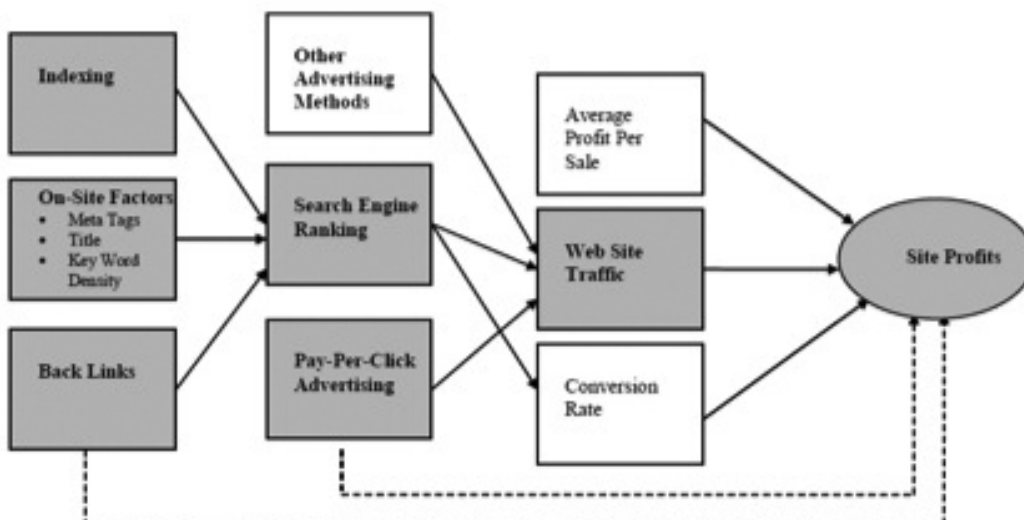 Indexing
On-Site Factors
• Meta Tags
• Title
• Key Word
Density
Back Links
Other
Advertising
Methods
Search Engine
Ranking
Pay-Per-Click
Advertising
Average
Profit Per
Sale
Web Site
Traffic
Conversion
Rate
Site Profits